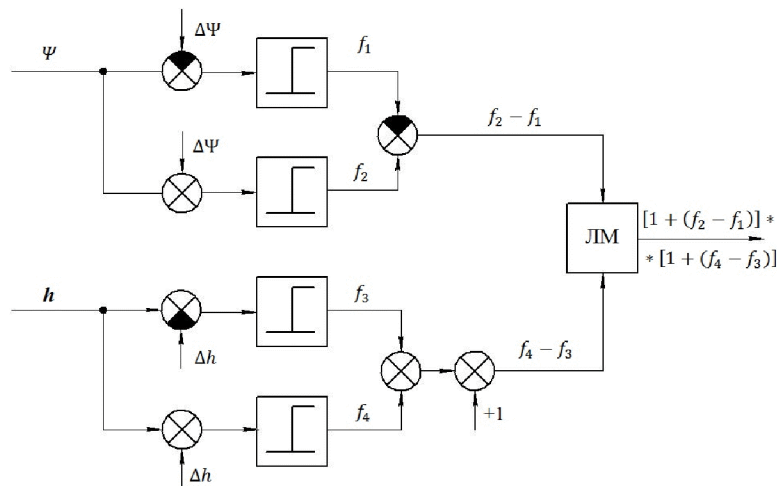 ΔΨ
Ψ
f₁
ΔΨ
f₂
f₂ − f₁
ЛМ
[1 + (f₂ − f₁)] ∗
∗ [1 + (f₄ − f₃)]
h
f₃
Δh
f₄ − f₃
f₄
+1
Δh